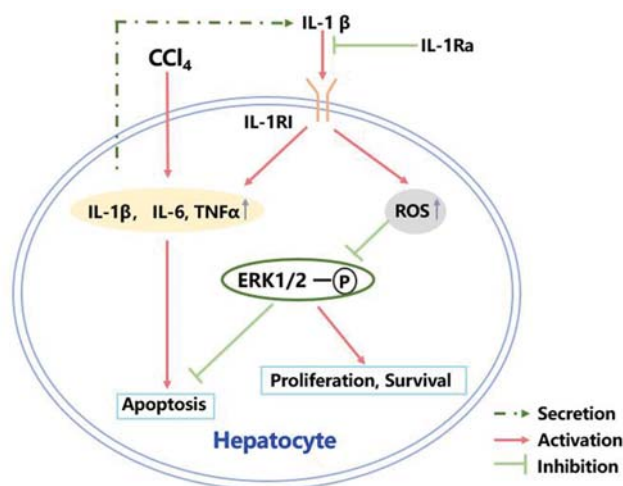 IL-1 β
IL-1Ra
CCl₄
IL-1RI
IL-1β, IL-6, TNFα↑
ROS↑
ERK1/2 — P
Apoptosis
Proliferation, Survival
Hepatocyte
Secretion
Activation
Inhibition